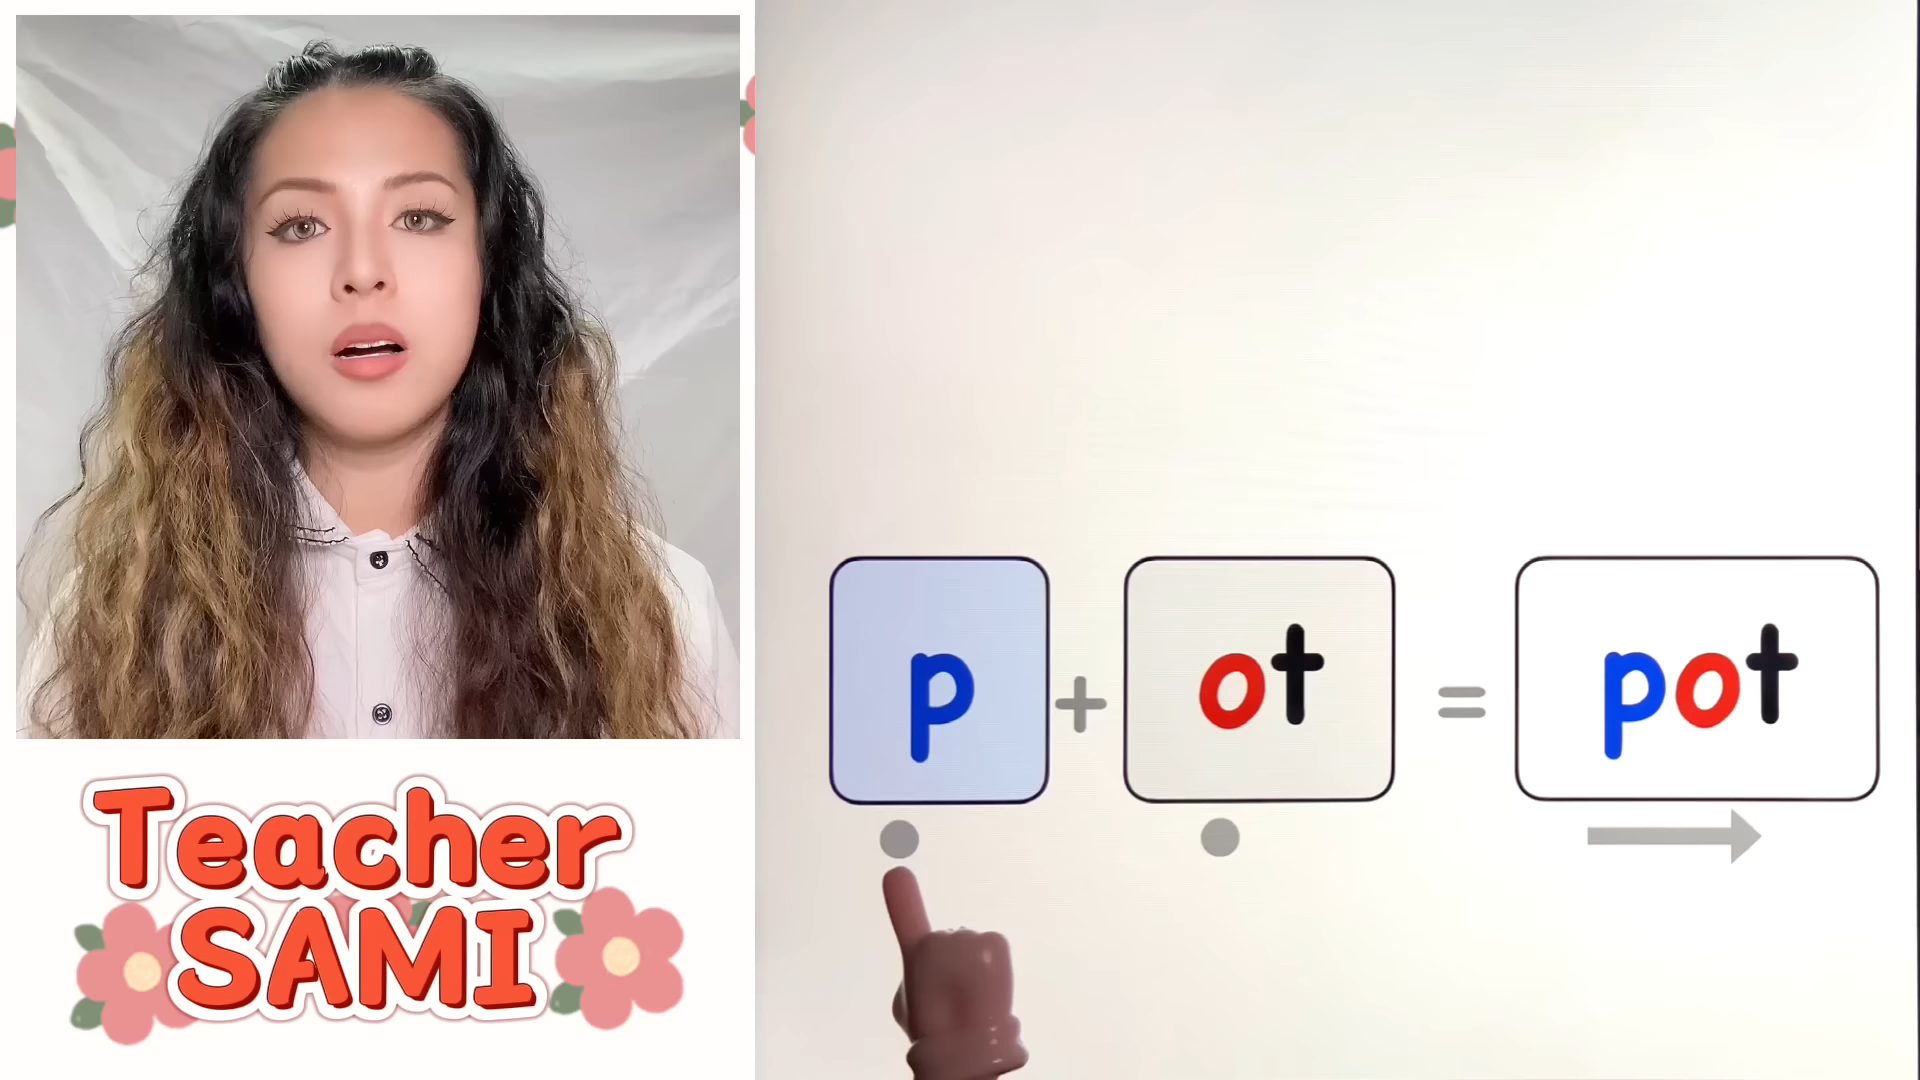 Teacher
SAMI
p + ot = pot